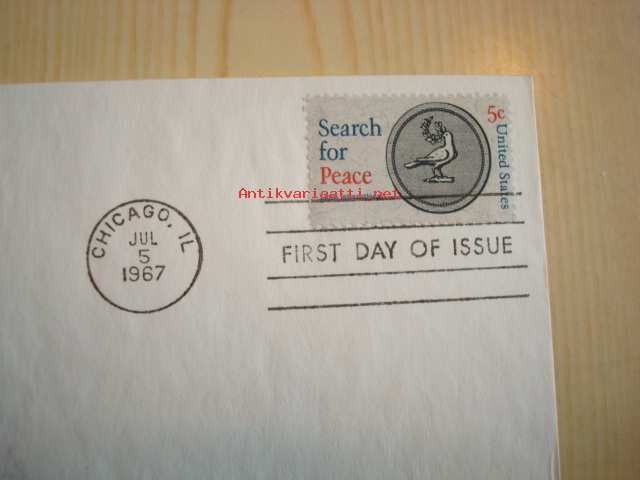 Search
for
Peace
5c
United States
Antikvariaatti.net
CHICAGO, IL
JUL
5
1967
FIRST DAY OF ISSUE